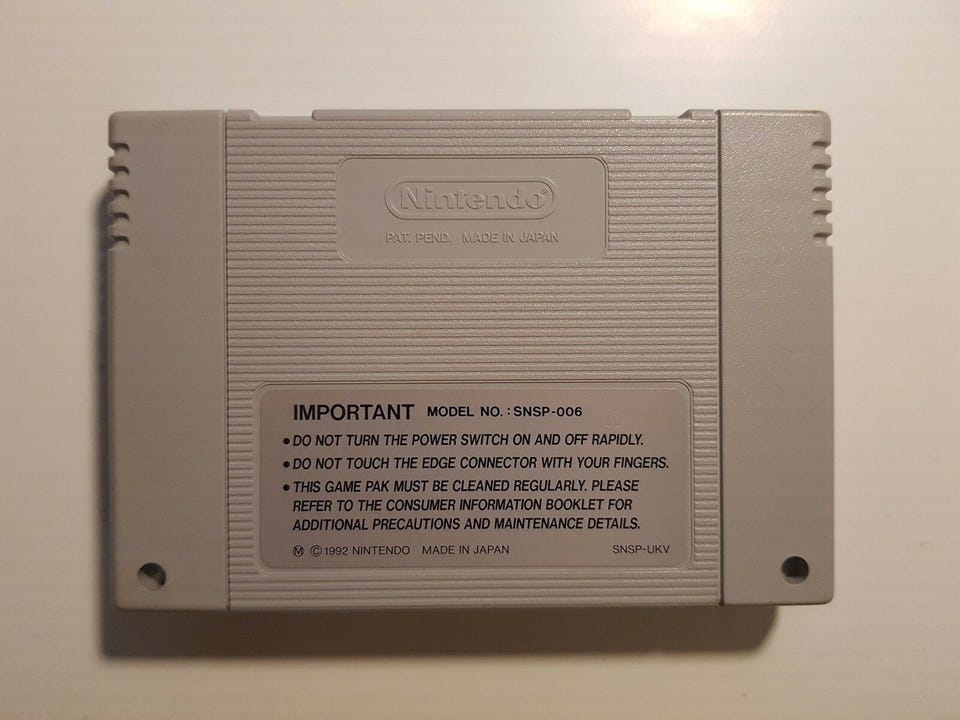 Nintendo®
PAT. PEND. MADE IN JAPAN
IMPORTANT MODEL NO. : SNSP-006
• DO NOT TURN THE POWER SWITCH ON AND OFF RAPIDLY.
• DO NOT TOUCH THE EDGE CONNECTOR WITH YOUR FINGERS.
• THIS GAME PAK MUST BE CLEANED REGULARLY. PLEASE
REFER TO THE CONSUMER INFORMATION BOOKLET FOR
ADDITIONAL PRECAUTIONS AND MAINTENANCE DETAILS.
Ⓜ ©1992 NINTENDO MADE IN JAPAN SNSP-UKV